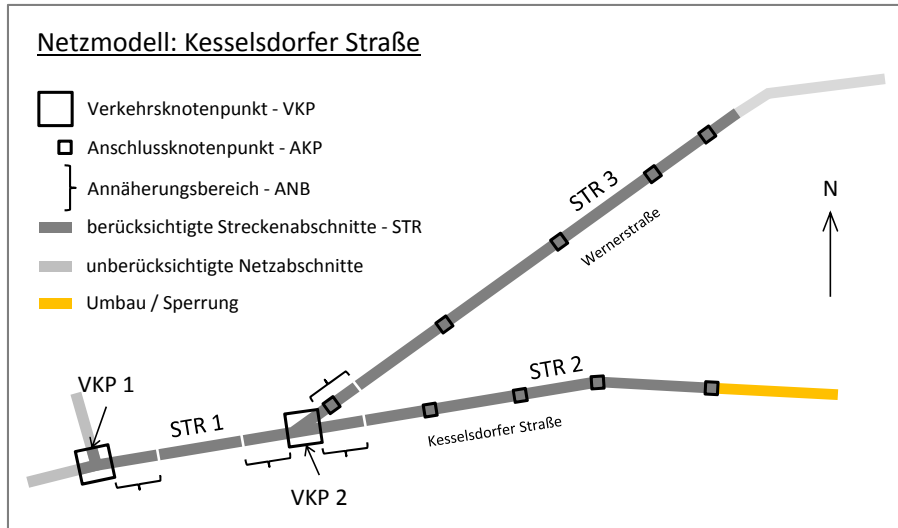 Netzmodell: Kesselsdorfer Straße
Verkehrsknotenpunkt - VKP
Anschlussknotenpunkt - AKP
Annäherungsbereich - ANB
berücksichtigte Streckenabschnitte - STR
unberücksichtigte Netzabschnitte
Umbau / Sperrung
N
STR 3
Wernerstraße
VKP 1
STR 1
STR 2
Kesselsdorfer Straße
VKP 2